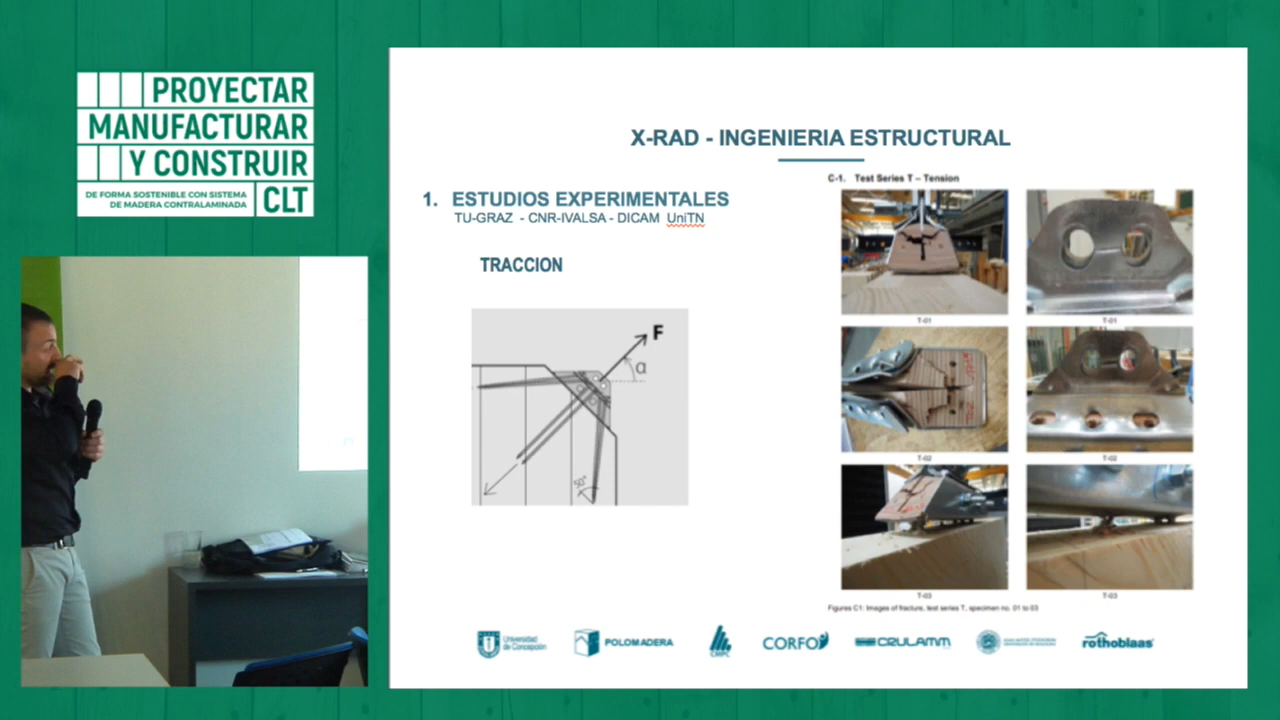 PROYECTAR
MANUFACTURAR
Y CONSTRUIR
DE FORMA SOSTENIBLE CON SISTEMA
DE MADERA CONTRALAMINADA
CLT
X-RAD - INGENIERIA ESTRUCTURAL
1. ESTUDIOS EXPERIMENTALES
TU-GRAZ - CNR-IVALSA - DICAM UniTN
TRACCION
F
α
C-1. Test Series T – Tension
T-01
T-01
T-02
T-02
T-03
T-03
Figures C1: Images of fracture, test series T, specimen no. 01 to 03
Universidad
de Concepción
POLOMADERA
CMPC
CORFO
CRULAMM
rothoblaas